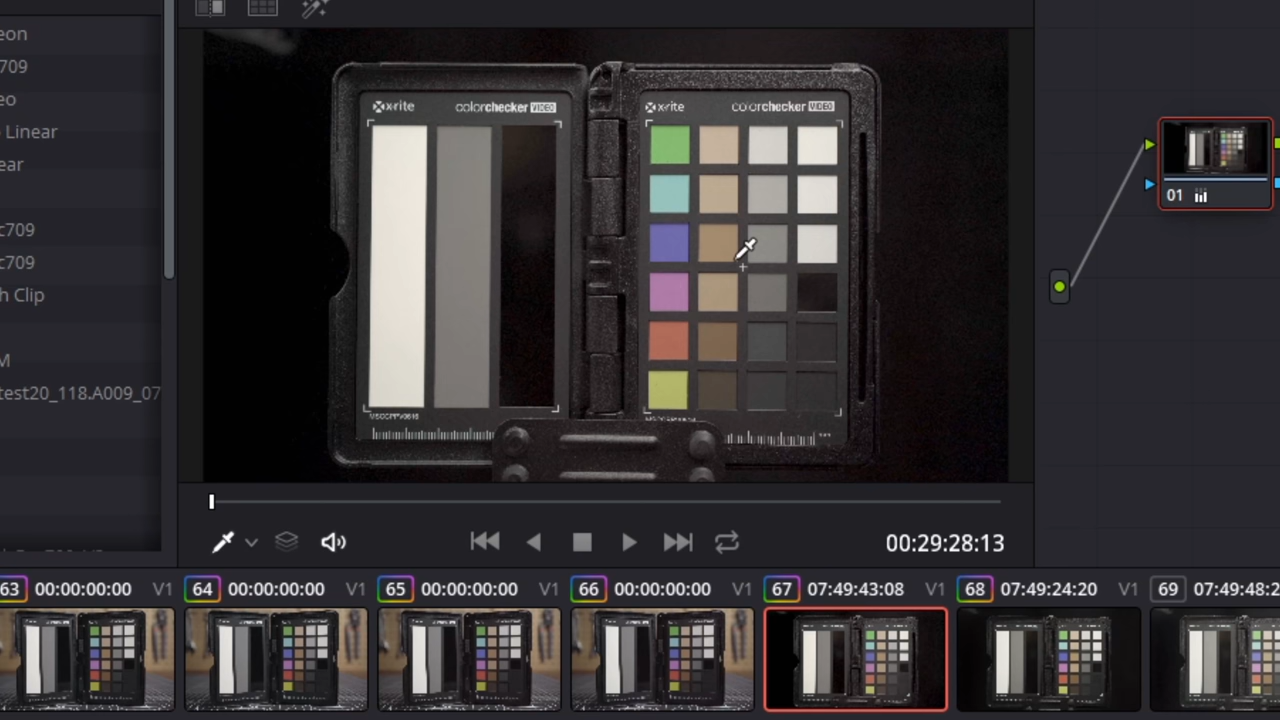 eon
709
eo
Linear
ear
c709
c709
h Clip
M
test20_118.A009_07
x-rite
colorchecker VIDEO
x-rite
colorchecker VIDEO
01
00:29:28:13
63 00:00:00:00 V1
64 00:00:00:00 V1
65 00:00:00:00 V1
66 00:00:00:00 V1
67 07:49:43:08 V1
68 07:49:24:20 V1
69 07:49:48:2